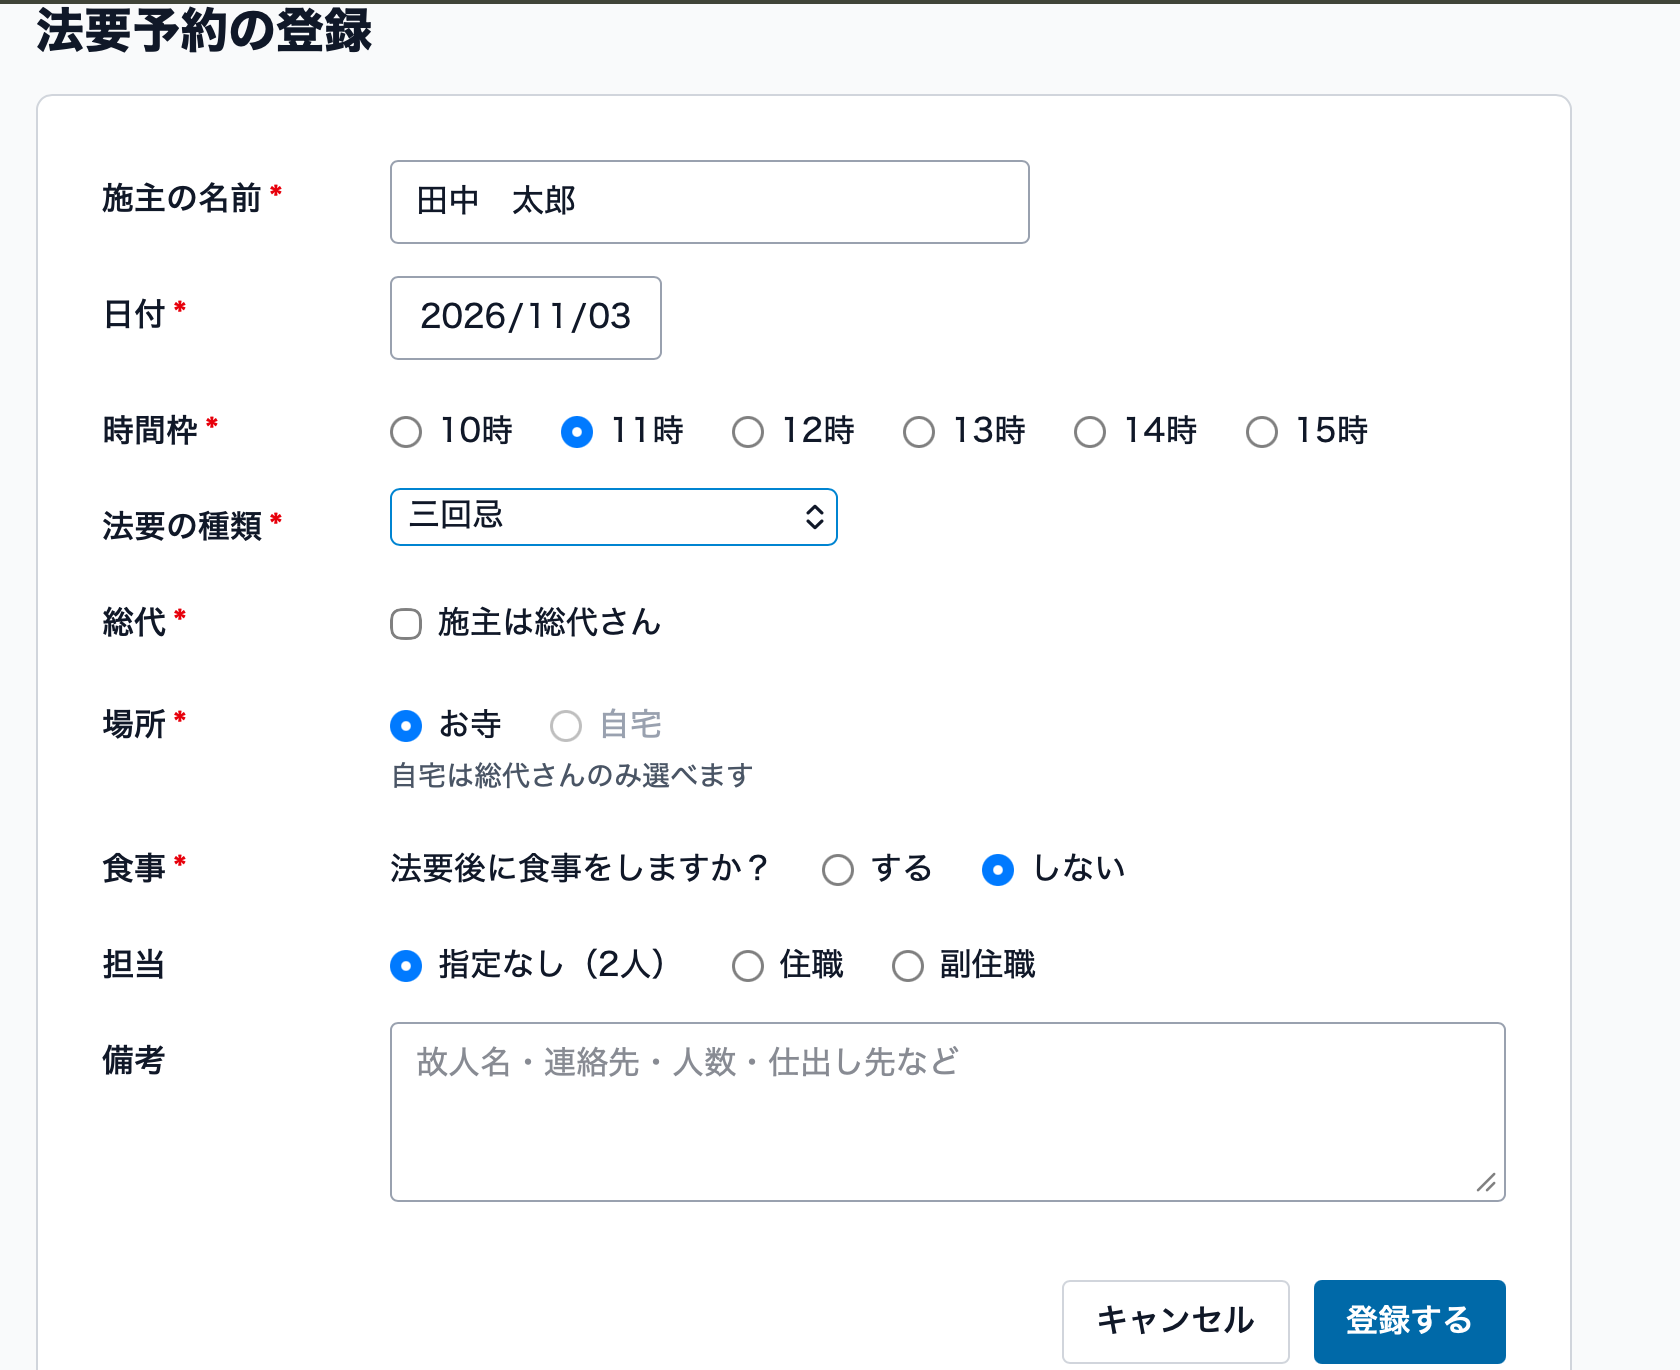 法要予約の登録
施主の名前*
田中　太郎
日付*
2026/11/03
時間枠*
10時 11時 12時 13時 14時 15時
法要の種類*
三回忌
総代*
施主は総代さん
場所*
お寺 自宅
自宅は総代さんのみ選べます
食事*
法要後に食事をしますか？ する しない
担当
指定なし（2人） 住職 副住職
備考
故人名・連絡先・人数・仕出し先など
キャンセル 登録する